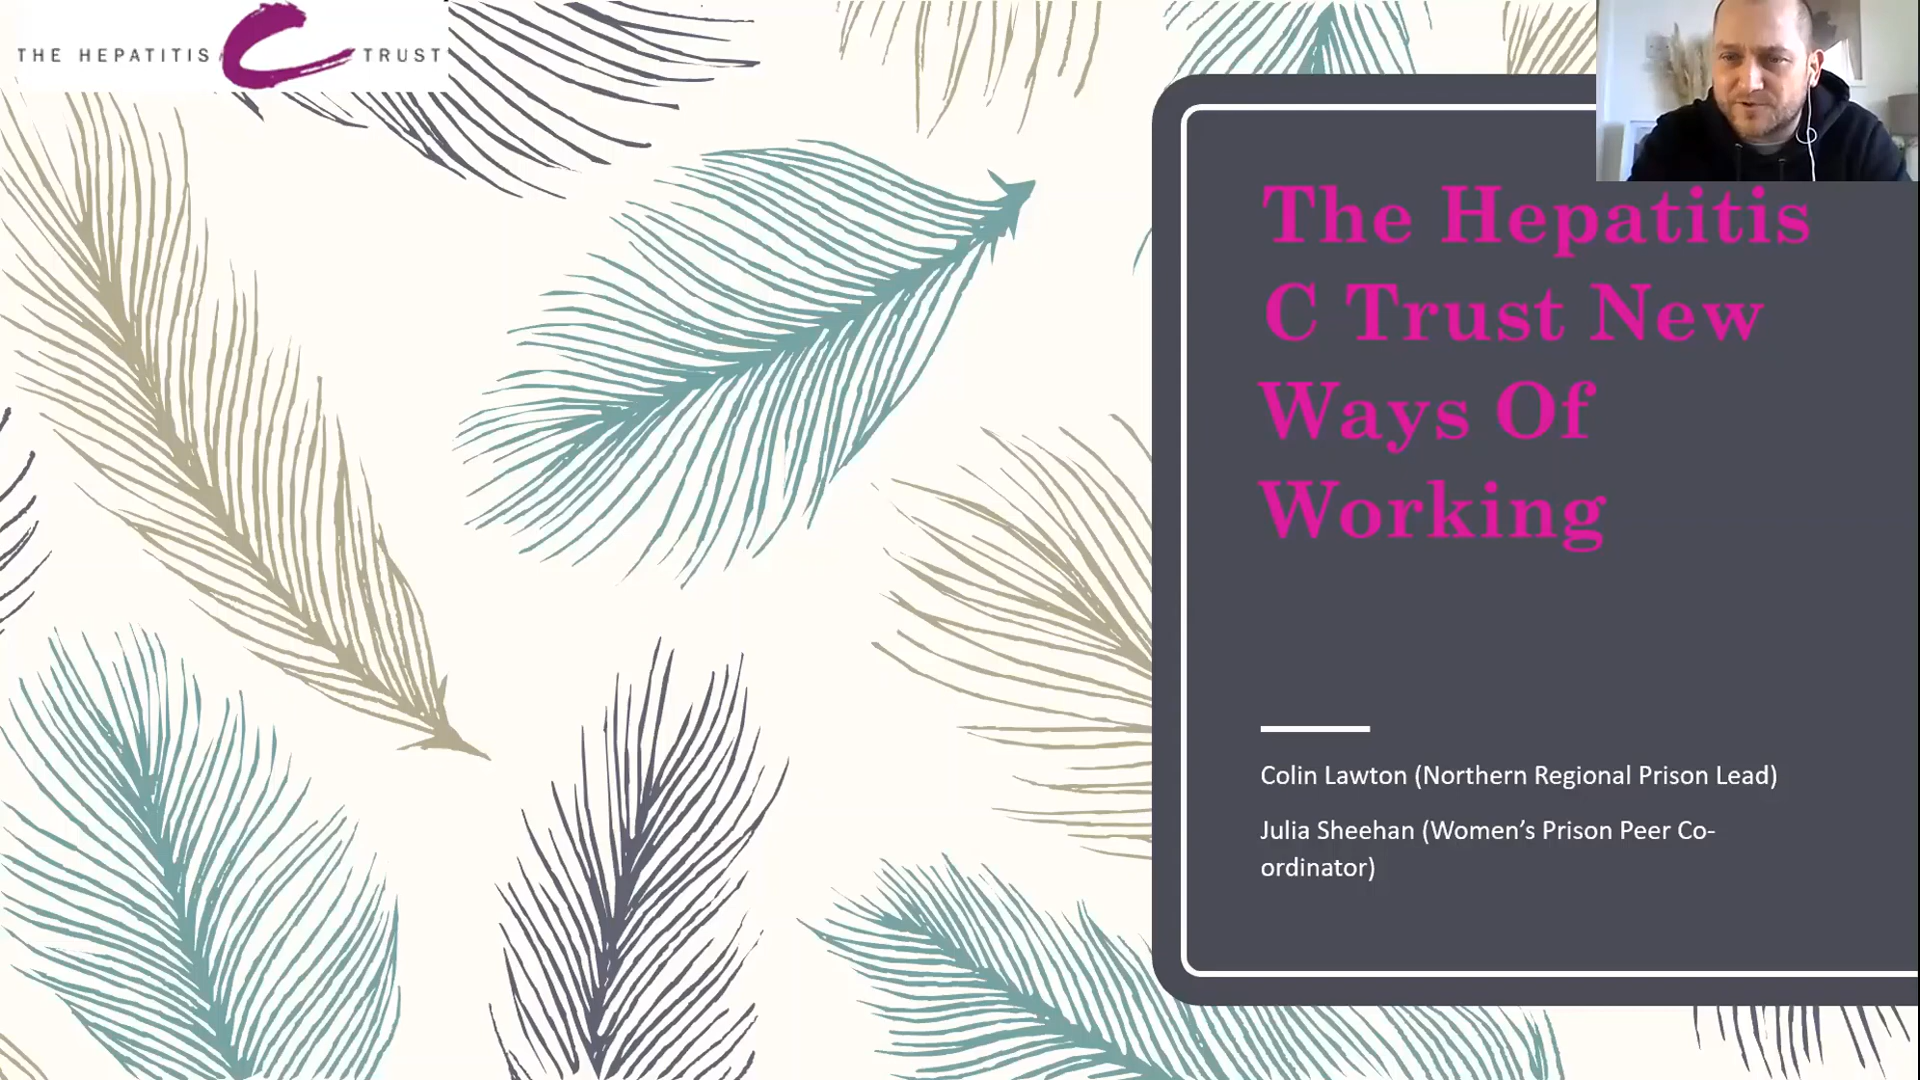 THE HEPATITIS C TRUST
The Hepatitis
C Trust New
Ways Of
Working
Colin Lawton (Northern Regional Prison Lead)
Julia Sheehan (Women’s Prison Peer Co-
ordinator)